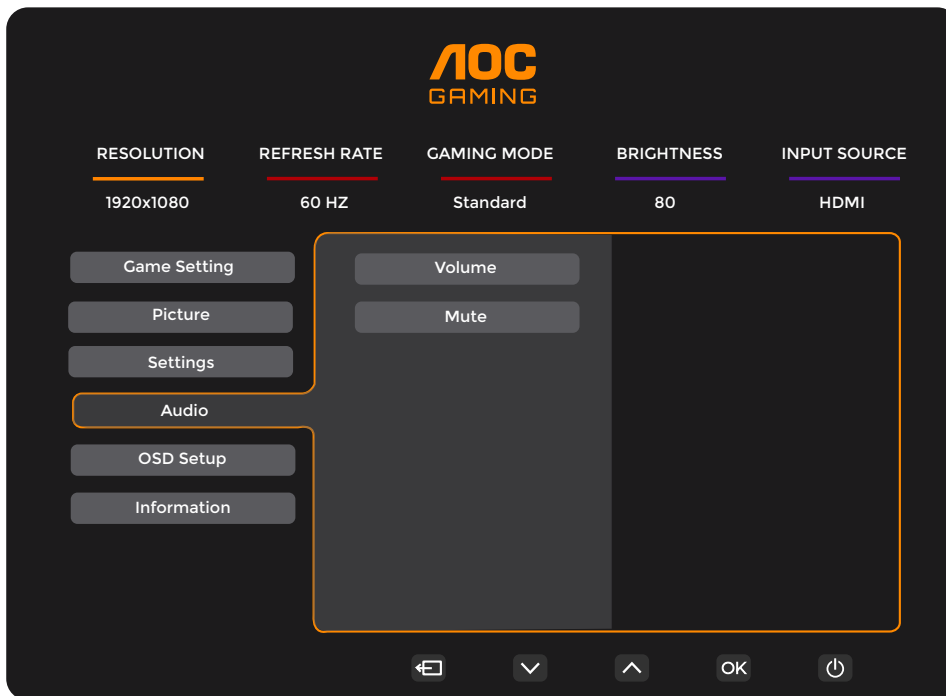 AOC
GAMING
RESOLUTION REFRESH RATE GAMING MODE BRIGHTNESS INPUT SOURCE
1920x1080 60 HZ Standard 80 HDMI
Game Setting
Picture
Settings
Audio
OSD Setup
Information
Volume
Mute
OK